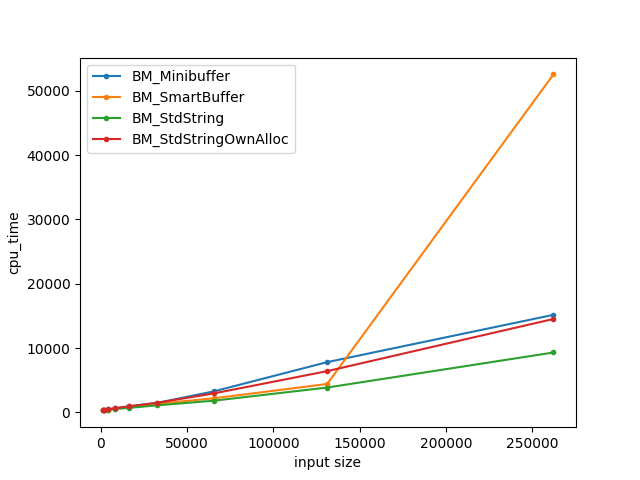 BM_Minibuffer
BM_SmartBuffer
BM_StdString
BM_StdStringOwnAlloc
50000
40000
30000
20000
10000
0
cpu_time
0 50000 100000 150000 200000 250000
input size